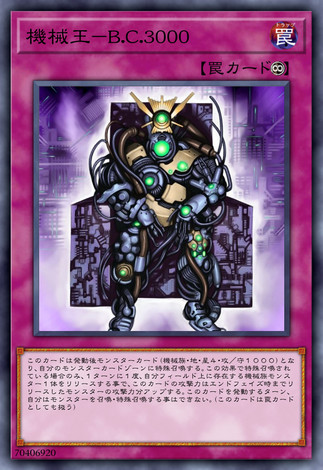 機械王－B.C.3000
トラップ
罠
【罠カード】
このカードは発動後モンスターカード（機械族・地・星４・攻／守１０００）とな
り、自分のモンスターカードゾーンに特殊召喚する。この効果で特殊召喚され
ている場合のみ、１ターンに１度、自分フィールド上に存在する機械族モンス
ター１体をリリースする事で、このカードの攻撃力はエンドフェイズ時までリ
リースしたモンスターの攻撃力分アップする。このカードを発動するターン、
自分はモンスターを召喚・特殊召喚する事はできない。（このカードは罠カード
としても扱う）
70406920